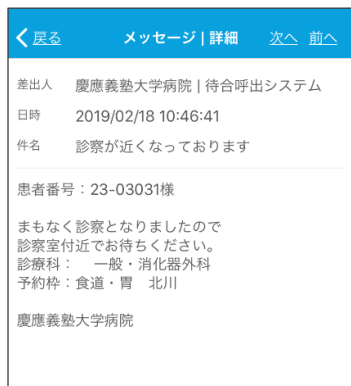 戻る メッセージ | 詳細 次へ 前へ
差出人 慶應義塾大学病院 | 待合呼出システム
日時 2019/02/18 10:46:41
件名 診察が近くなっております
患者番号：23-03031様
まもなく診察となりましたので
診察室付近でお待ちください。
診療科： 一般・消化器外科
予約枠：食道・胃 北川
慶應義塾大学病院